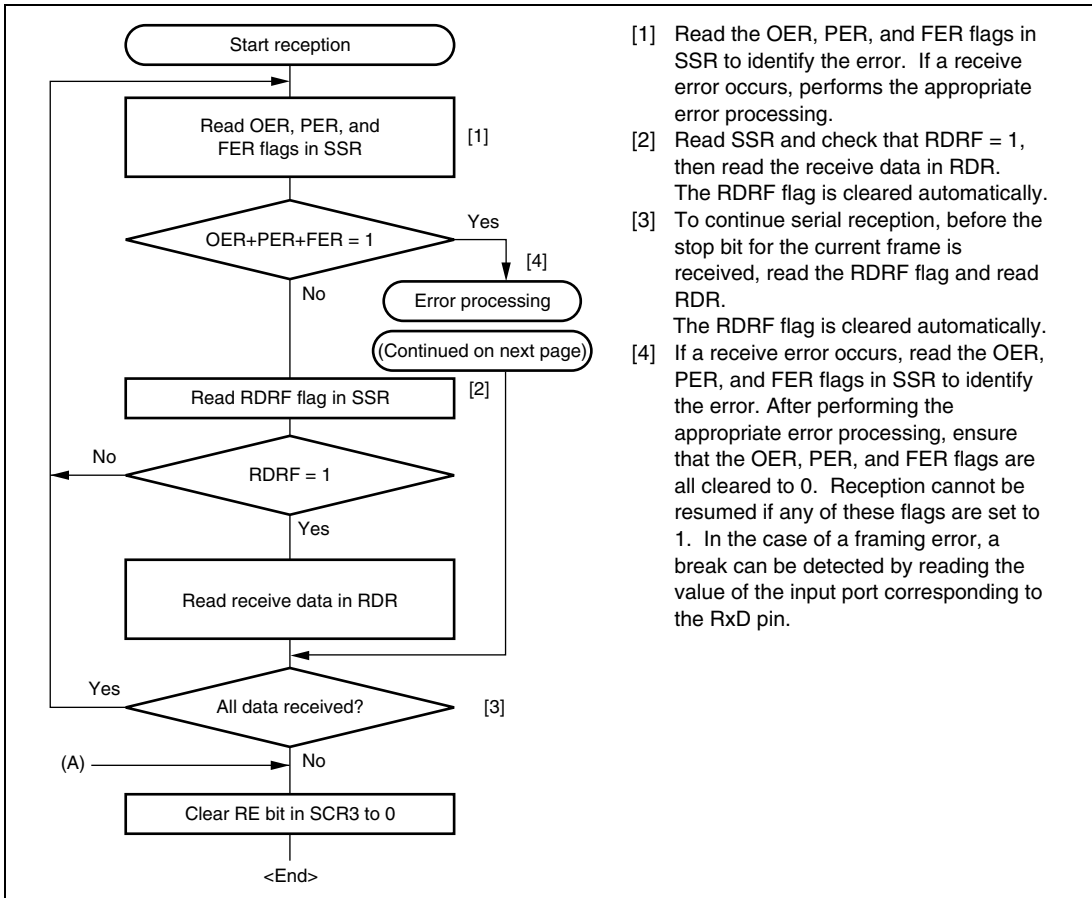 Start reception
Read OER, PER, and
FER flags in SSR
[1]
OER+PER+FER = 1
Yes
[4]
No
Error processing
(Continued on next page)
Read RDRF flag in SSR
[2]
No
RDRF = 1
Yes
Read receive data in RDR
Yes
All data received?
[3]
(A)
No
Clear RE bit in SCR3 to 0
<End>
[1] Read the OER, PER, and FER flags in
SSR to identify the error. If a receive
error occurs, performs the appropriate
error processing.
[2] Read SSR and check that RDRF = 1,
then read the receive data in RDR.
The RDRF flag is cleared automatically.
[3] To continue serial reception, before the
stop bit for the current frame is
received, read the RDRF flag and read
RDR.
The RDRF flag is cleared automatically.
[4] If a receive error occurs, read the OER,
PER, and FER flags in SSR to identify
the error. After performing the
appropriate error processing, ensure
that the OER, PER, and FER flags are
all cleared to 0. Reception cannot be
resumed if any of these flags are set to
1. In the case of a framing error, a
break can be detected by reading the
value of the input port corresponding to
the RxD pin.